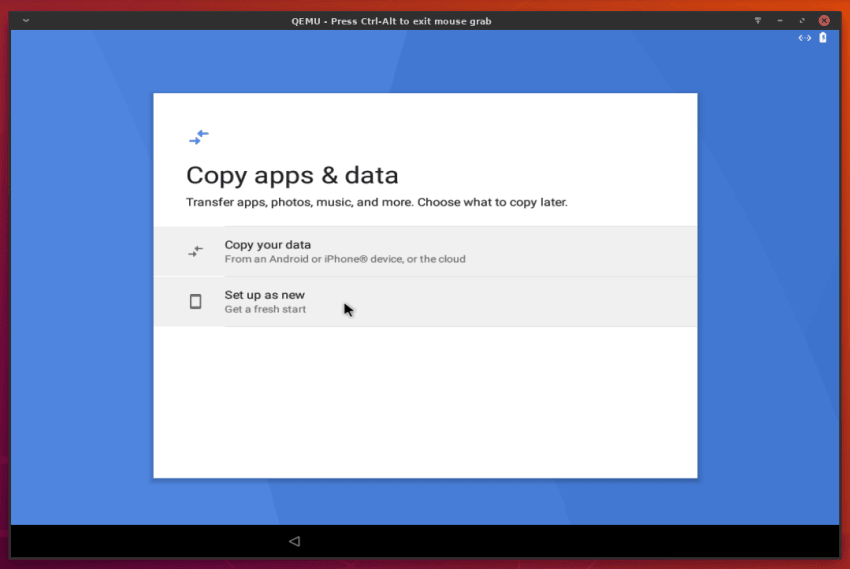 QEMU - Press Ctrl-Alt to exit mouse grab
Copy apps & data
Transfer apps, photos, music, and more. Choose what to copy later.
Copy your data
From an Android or iPhone® device, or the cloud
Set up as new
Get a fresh start